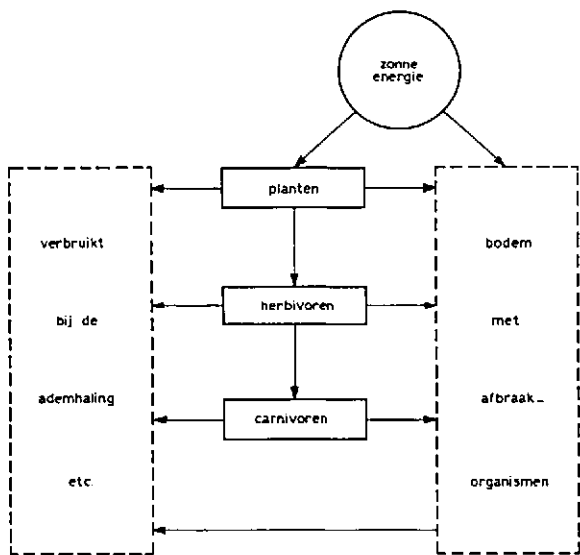 zonne
energie
planten
herbivoren
carnivoren
verbruikt
bij de
ademhaling
etc.
bodem
met
afbraak_
organismen